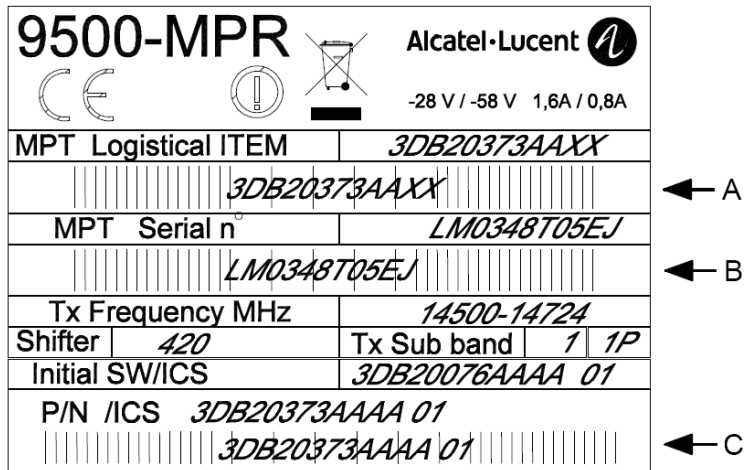 9500-MPR Alcatel·Lucent
-28 V / -58 V 1,6A / 0,8A
MPT Logistical ITEM 3DB20373AAXX
3DB20373AAXX A
MPT Serial n° LM0348T05EJ
LM0348T05EJ B
Tx Frequency MHz 14500-14724
Shifter 420 Tx Sub band 1 1P
Initial SW/ICS 3DB20076AAAA 01
P/N /ICS 3DB20373AAAA 01
3DB20373AAAA 01 C